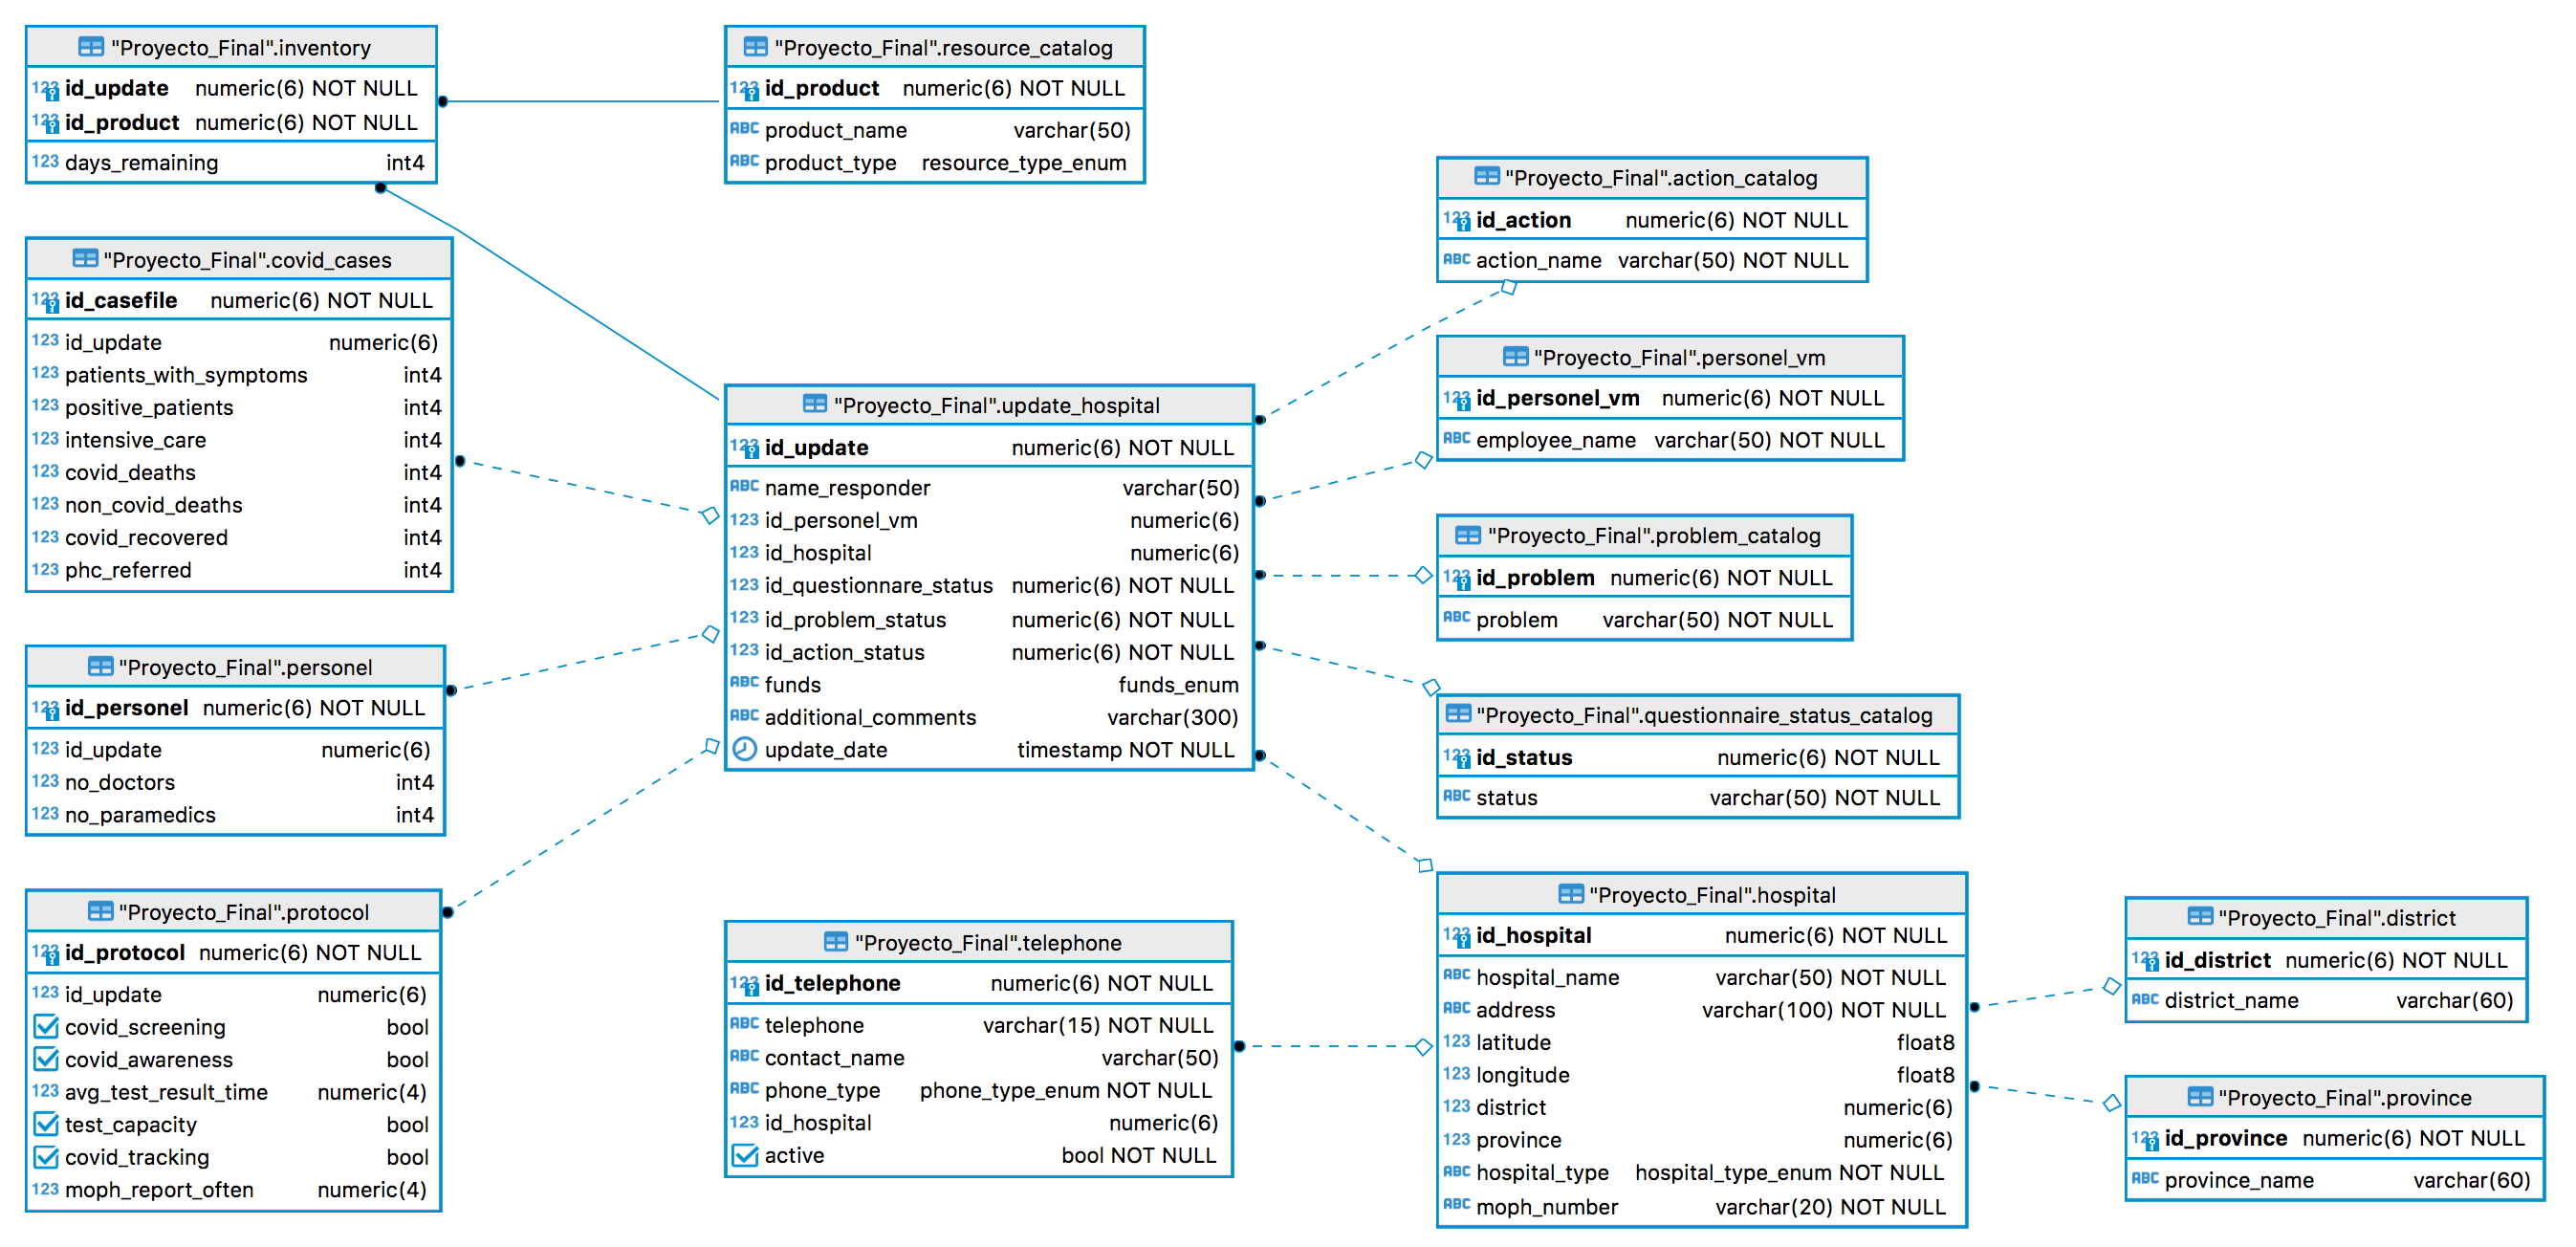 "Proyecto_Final".inventory
123 id_update numeric(6) NOT NULL
123 id_product numeric(6) NOT NULL
123 days_remaining int4
"Proyecto_Final".resource_catalog
123 id_product numeric(6) NOT NULL
ABC product_name varchar(50)
ABC product_type resource_type_enum
"Proyecto_Final".action_catalog
123 id_action numeric(6) NOT NULL
ABC action_name varchar(50) NOT NULL
"Proyecto_Final".covid_cases
123 id_casefile numeric(6) NOT NULL
123 id_update numeric(6)
123 patients_with_symptoms int4
123 positive_patients int4
123 intensive_care int4
123 covid_deaths int4
123 non_covid_deaths int4
123 covid_recovered int4
123 phc_referred int4
"Proyecto_Final".personel_vm
123 id_personel_vm numeric(6) NOT NULL
ABC employee_name varchar(50) NOT NULL
"Proyecto_Final".update_hospital
123 id_update numeric(6) NOT NULL
ABC name_responder varchar(50)
123 id_personel_vm numeric(6)
123 id_hospital numeric(6)
123 id_questionnare_status numeric(6) NOT NULL
123 id_problem_status numeric(6) NOT NULL
123 id_action_status numeric(6) NOT NULL
ABC funds funds_enum
ABC additional_comments varchar(300)
update_date timestamp NOT NULL
"Proyecto_Final".problem_catalog
123 id_problem numeric(6) NOT NULL
ABC problem varchar(50) NOT NULL
"Proyecto_Final".personel
123 id_personel numeric(6) NOT NULL
123 id_update numeric(6)
123 no_doctors int4
123 no_paramedics int4
"Proyecto_Final".questionnaire_status_catalog
123 id_status numeric(6) NOT NULL
ABC status varchar(50) NOT NULL
"Proyecto_Final".protocol
123 id_protocol numeric(6) NOT NULL
123 id_update numeric(6)
covid_screening bool
covid_awareness bool
123 avg_test_result_time numeric(4)
test_capacity bool
covid_tracking bool
123 moph_report_often numeric(4)
"Proyecto_Final".telephone
123 id_telephone numeric(6) NOT NULL
ABC telephone varchar(15) NOT NULL
ABC contact_name varchar(50)
ABC phone_type phone_type_enum NOT NULL
123 id_hospital numeric(6)
active bool NOT NULL
"Proyecto_Final".hospital
123 id_hospital numeric(6) NOT NULL
ABC hospital_name varchar(50) NOT NULL
ABC address varchar(100) NOT NULL
123 latitude float8
123 longitude float8
123 district numeric(6)
123 province numeric(6)
ABC hospital_type hospital_type_enum NOT NULL
ABC moph_number varchar(20) NOT NULL
"Proyecto_Final".district
123 id_district numeric(6) NOT NULL
ABC district_name varchar(60)
"Proyecto_Final".province
123 id_province numeric(6) NOT NULL
ABC province_name varchar(60)